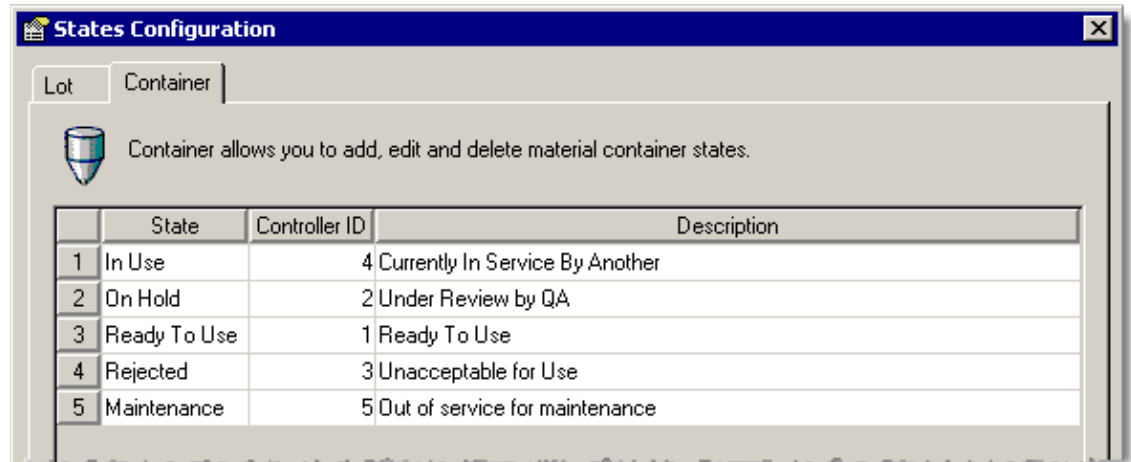 States Configuration
Lot Container
Container allows you to add, edit and delete material container states.
State Controller ID Description
1 In Use 4 Currently In Service By Another
2 On Hold 2 Under Review by QA
3 Ready To Use 1 Ready To Use
4 Rejected 3 Unacceptable for Use
5 Maintenance 5 Out of service for maintenance